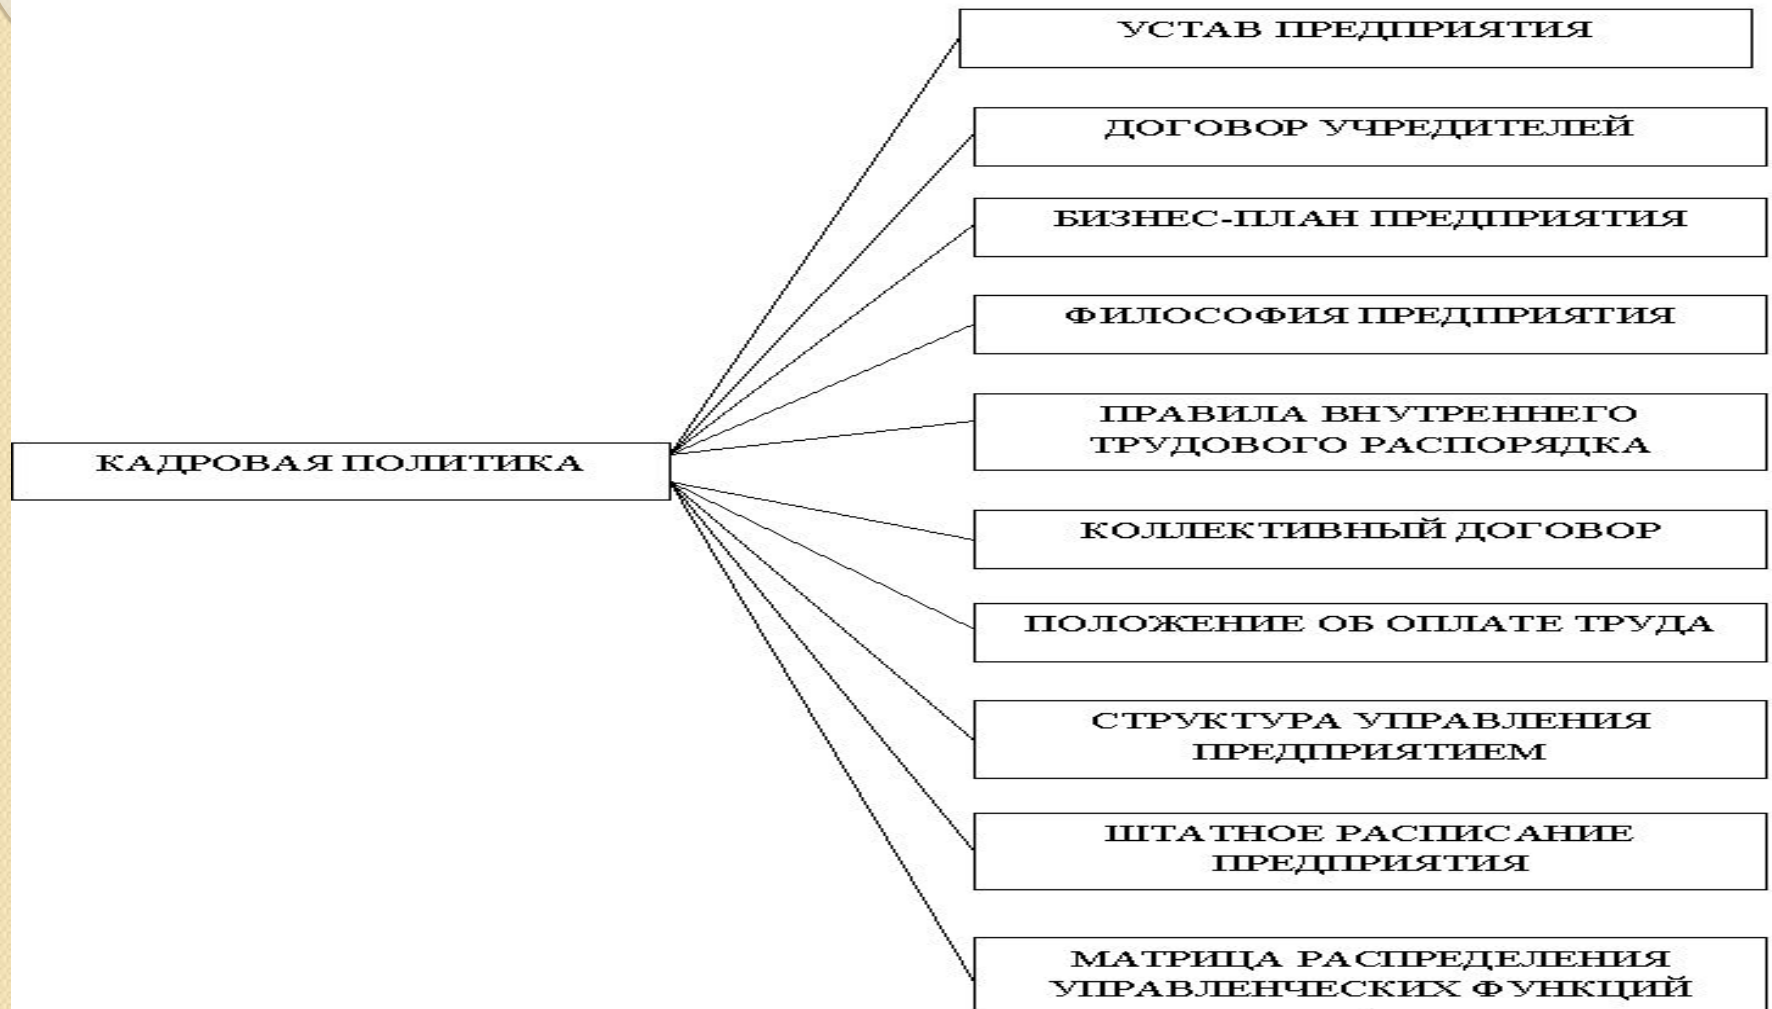 УСТАВ ПРЕДПРИЯТИЯ
ДОГОВОР УЧРЕДИТЕЛЕЙ
БИЗНЕС-ПЛАН ПРЕДПРИЯТИЯ
ФИЛОСОФИЯ ПРЕДПРИЯТИЯ
ПРАВИЛА ВНУТРЕННЕГО
ТРУДОВОГО РАСПОРЯДКА
КАДРОВАЯ ПОЛИТИКА
КОЛЛЕКТИВНЫЙ ДОГОВОР
ПОЛОЖЕНИЕ ОБ ОПЛАТЕ ТРУДА
СТРУКТУРА УПРАВЛЕНИЯ
ПРЕДПРИЯТИЕМ
ШТАТНОЕ РАСПИСАНИЕ
ПРЕДПРИЯТИЯ
МАТРИЦА РАСПРЕДЕЛЕНИЯ
УПРАВЛЕНЧЕСКИХ ФУНКЦИЙ